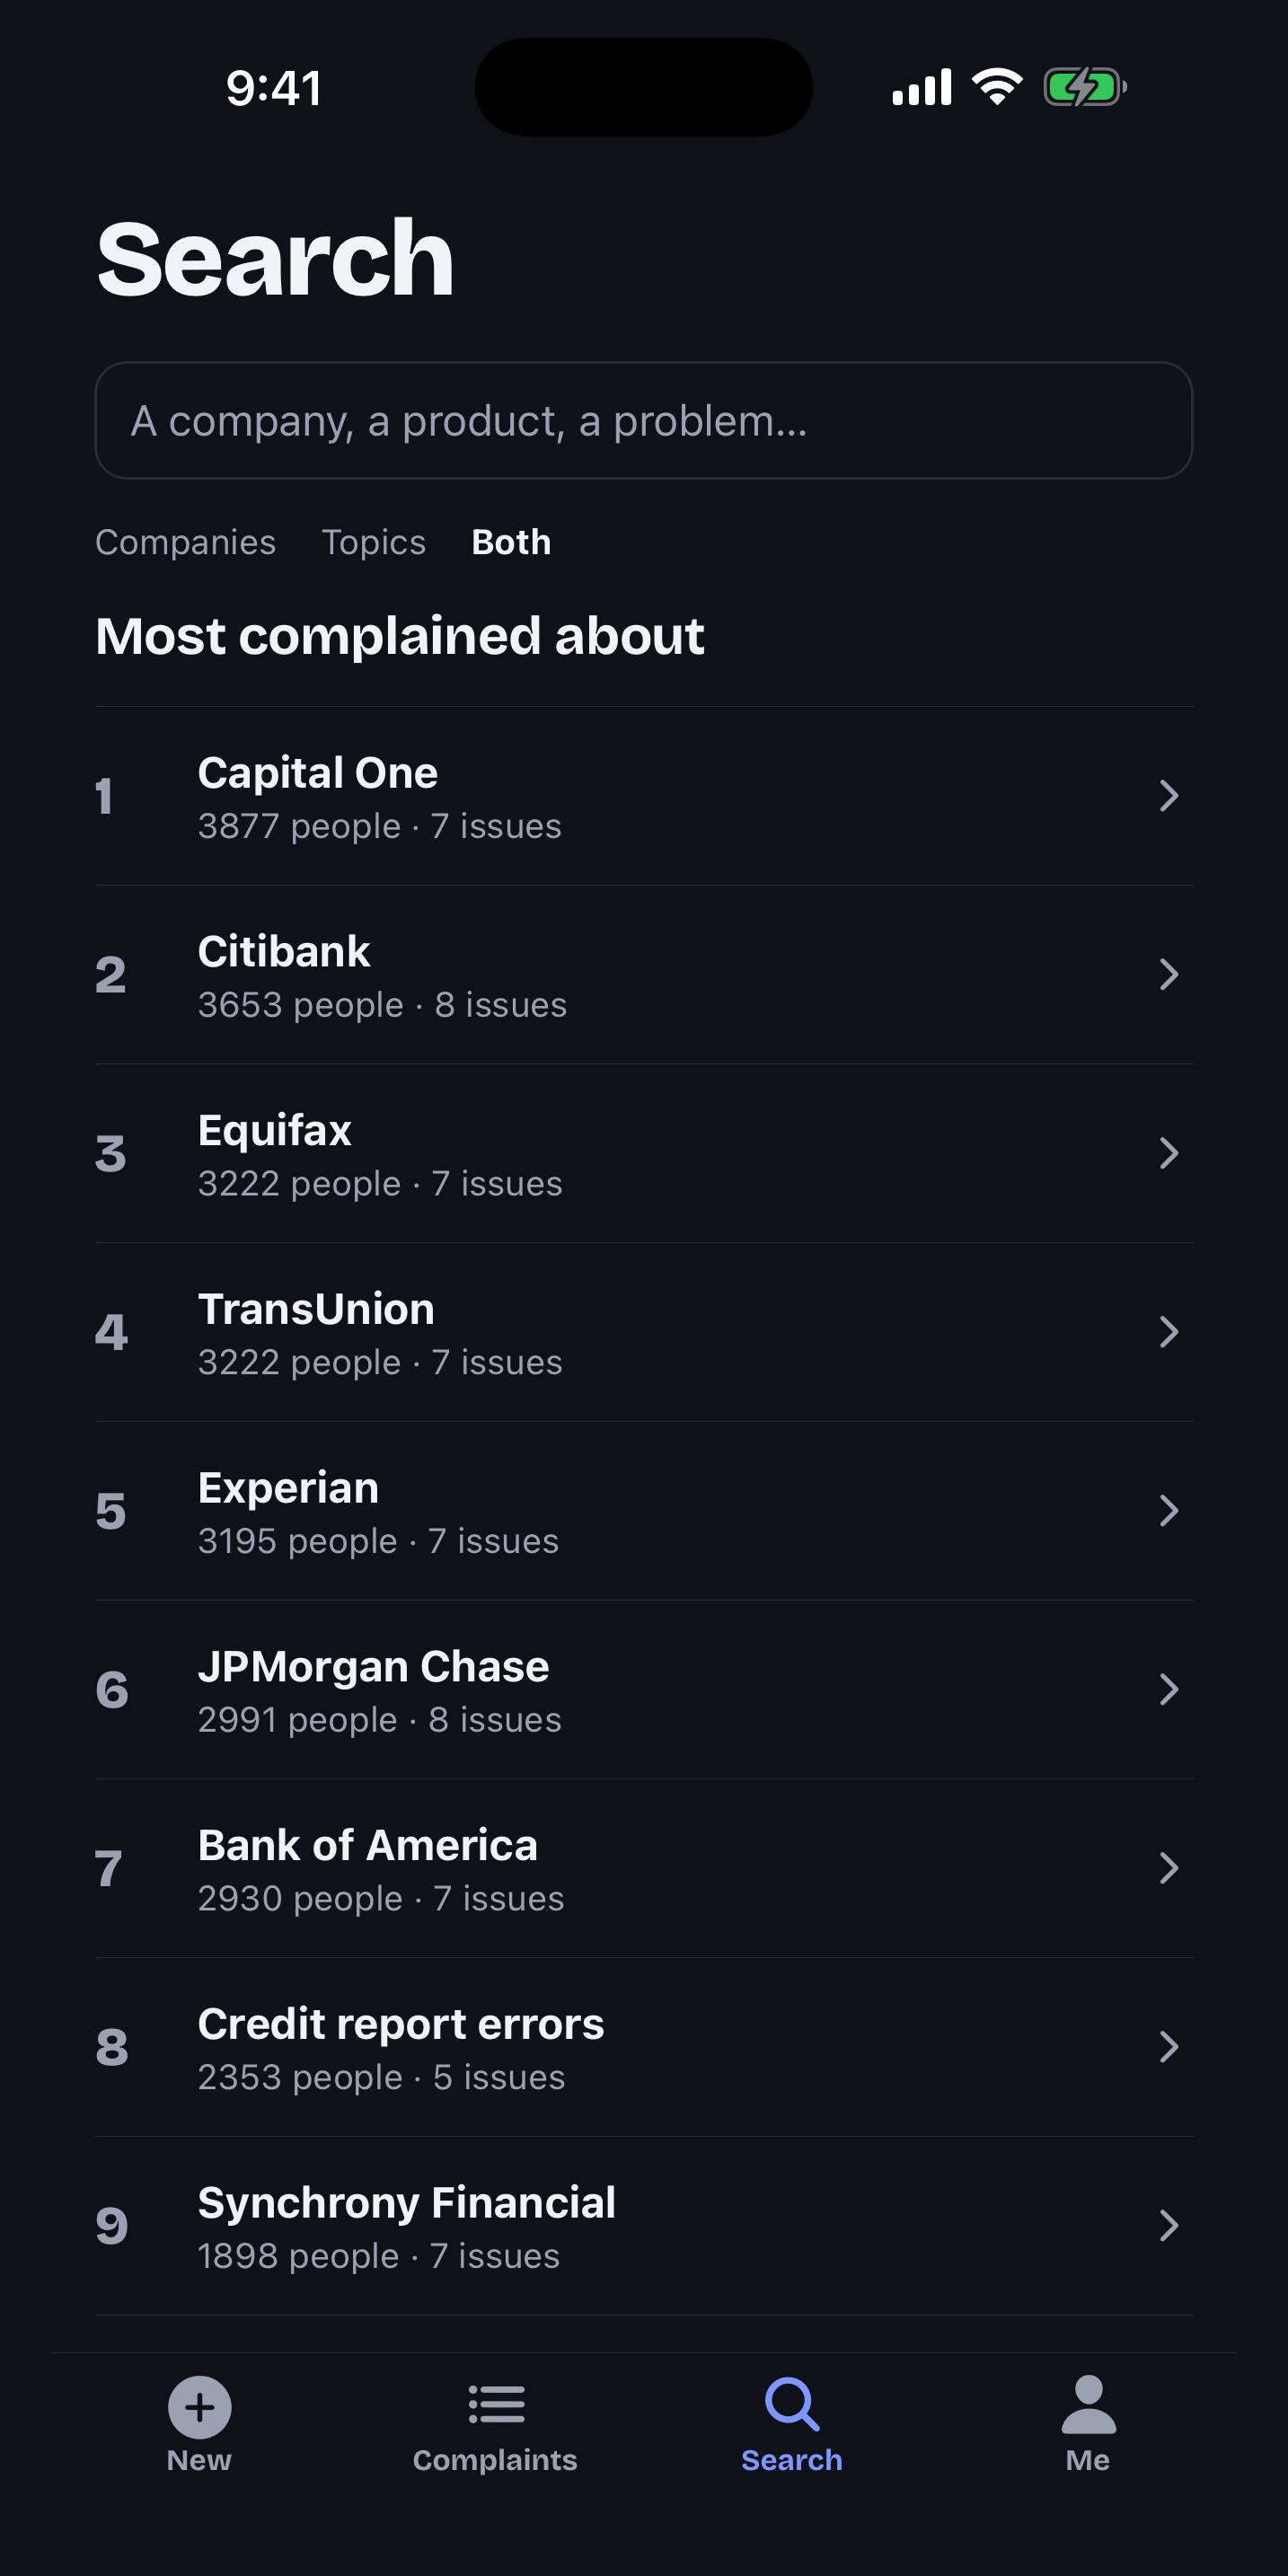 9:41
Search
A company, a product, a problem...
Companies Topics Both
Most complained about
1
Capital One
3877 people · 7 issues
2
Citibank
3653 people · 8 issues
3
Equifax
3222 people · 7 issues
4
TransUnion
3222 people · 7 issues
5
Experian
3195 people · 7 issues
6
JPMorgan Chase
2991 people · 8 issues
7
Bank of America
2930 people · 7 issues
8
Credit report errors
2353 people · 5 issues
9
Synchrony Financial
1898 people · 7 issues
New Complaints Search Me